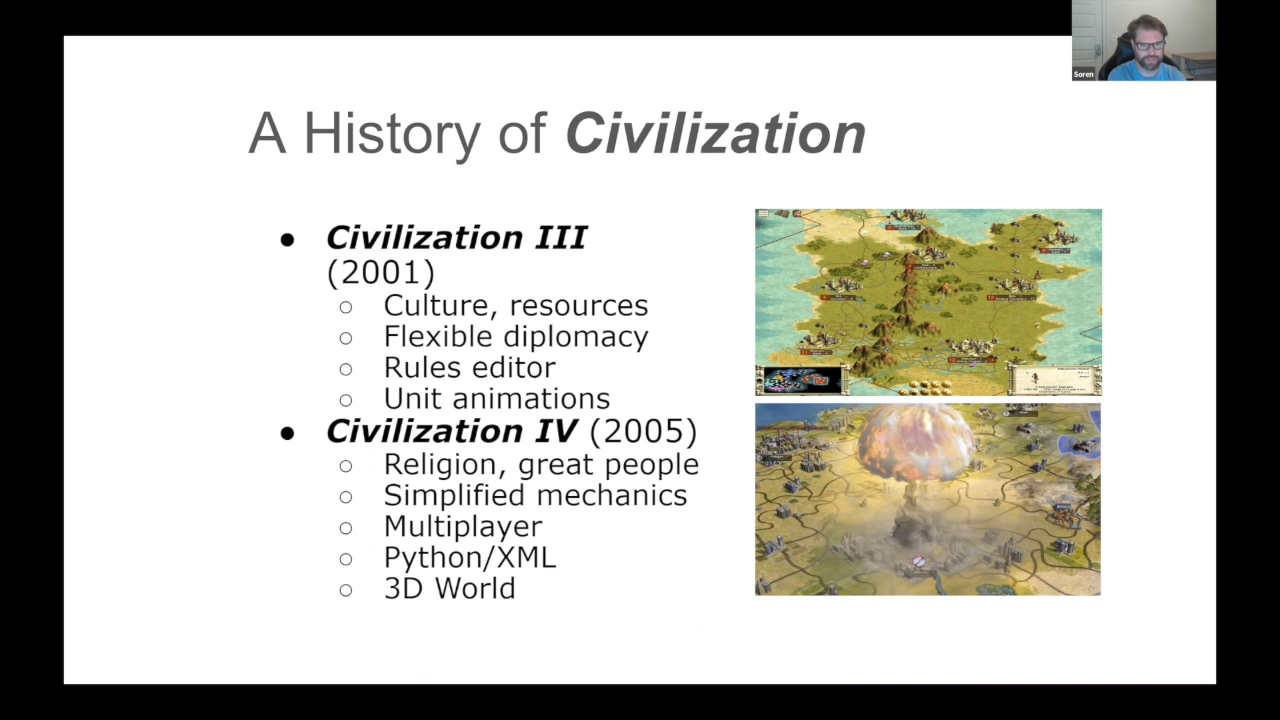 Soren
A History of Civilization
● Civilization III
(2001)
○ Culture, resources
○ Flexible diplomacy
○ Rules editor
○ Unit animations
● Civilization IV (2005)
○ Religion, great people
○ Simplified mechanics
○ Multiplayer
○ Python/XML
○ 3D World